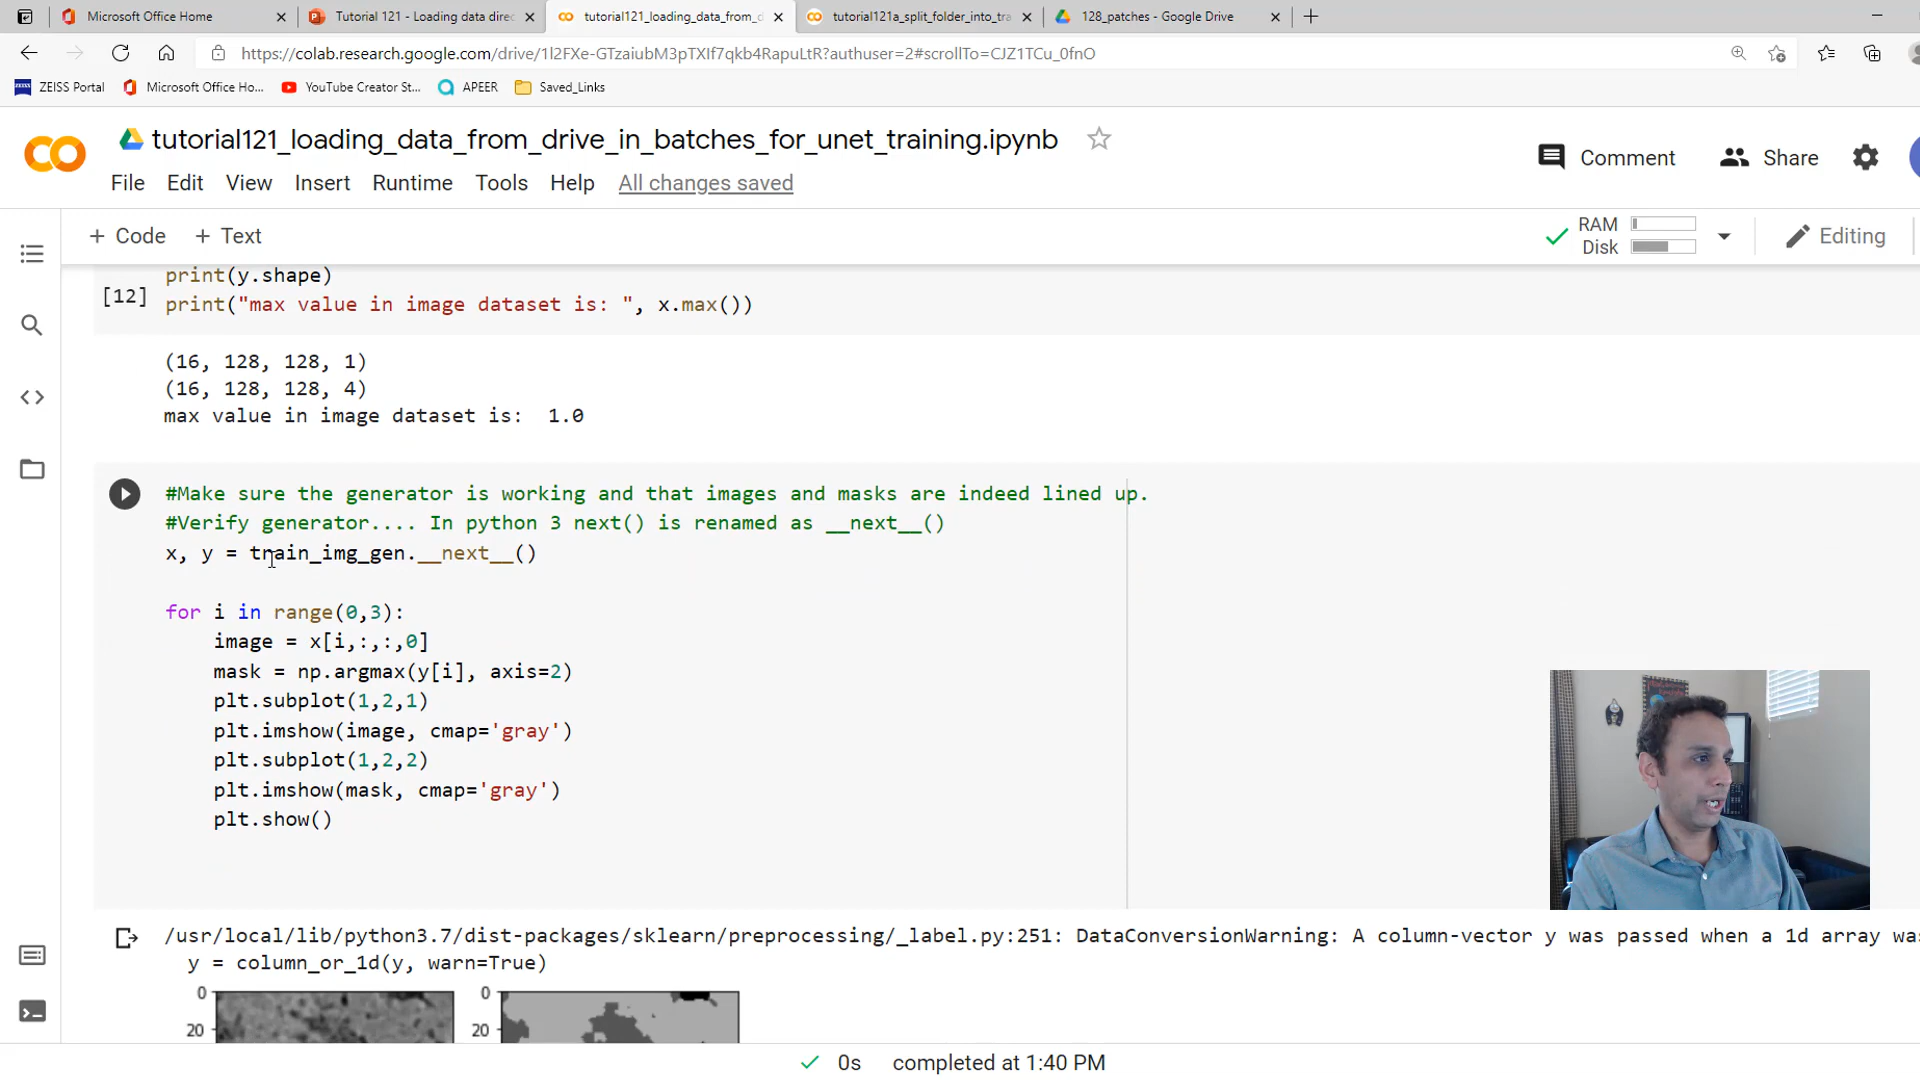 Microsoft Office Home
Tutorial 121 - Loading data direc
tutorial121_loading_data_from_d
tutorial121a_split_folder_into_tra
128_patches - Google Drive
https://colab.research.google.com/drive/1l2FXe-GTzaiubM3pTXIf7qkb4RapuLtR?authuser=2#scrollTo=CJZ1TCu_0fnO
ZEISS Portal
Microsoft Office Ho...
YouTube Creator St...
APEER
Saved_Links
CO
tutorial121_loading_data_from_drive_in_batches_for_unet_training.ipynb
Comment
Share
File Edit View Insert Runtime Tools Help All changes saved
+ Code + Text
RAM
Disk
Editing
print(y.shape)
[12]
print("max value in image dataset is: ", x.max())
(16, 128, 128, 1)
(16, 128, 128, 4)
max value in image dataset is:  1.0
#Make sure the generator is working and that images and masks are indeed lined up.
#Verify generator.... In python 3 next() is renamed as __next__()
x, y = train_img_gen.__next__()
for i in range(0,3):
image = x[i,:,:,0]
mask = np.argmax(y[i], axis=2)
plt.subplot(1,2,1)
plt.imshow(image, cmap='gray')
plt.subplot(1,2,2)
plt.imshow(mask, cmap='gray')
plt.show()
/usr/local/lib/python3.7/dist-packages/sklearn/preprocessing/_label.py:251: DataConversionWarning: A column-vector y was passed when a 1d array was
y = column_or_1d(y, warn=True)
0
20
0
20
0s completed at 1:40 PM